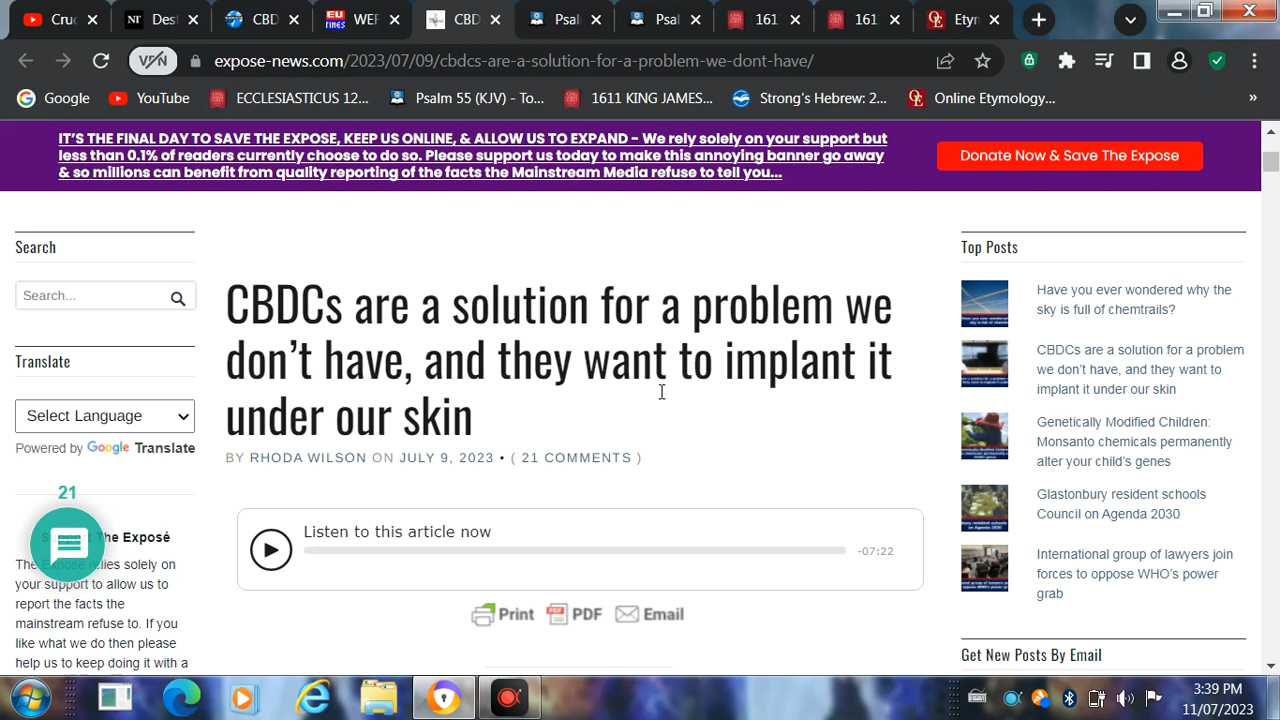 Cruc
Desi
CBD
EU
TIMES
WEF
CBD
Psal
Psal
1611
161
Etyn
VPN
expose-news.com/2023/07/09/cbdcs-are-a-solution-for-a-problem-we-dont-have/
Google
YouTube
ECCLESIASTICUS 12...
Psalm 55 (KJV) - To...
1611 KING JAMES...
Strong's Hebrew: 2...
Online Etymology...
IT'S THE FINAL DAY TO SAVE THE EXPOSE, KEEP US ONLINE, & ALLOW US TO EXPAND - We rely solely on your support but
less than 0.1% of readers currently choose to do so. Please support us today to make this annoying banner go away
& so millions can benefit from quality reporting of the facts the Mainstream Media refuse to tell you...
Donate Now & Save The Expose
Search
Search...
Translate
Select Language
Powered by Google Translate
21
The Exposé
The Exposé relies solely on
your support to allow us to
report the facts the
mainstream refuse to. If you
like what we do then please
help us to keep doing it with a
CBDCs are a solution for a problem we
don't have, and they want to implant it
under our skin
BY RHODA WILSON ON JULY 9, 2023 • ( 21 COMMENTS )
Listen to this article now
-07:22
Print
PDF
Email
Top Posts
Have you ever wondered why the
sky is full of chemtrails?
CBDCs are a solution for a problem
we don't have, and they want to
implant it under our skin
Genetically Modified Children:
Monsanto chemicals permanently
alter your child's genes
Glastonbury resident schools
Council on Agenda 2030
International group of lawyers join
forces to oppose WHO's power
grab
Get New Posts By Email
3:39 PM
11/07/2023